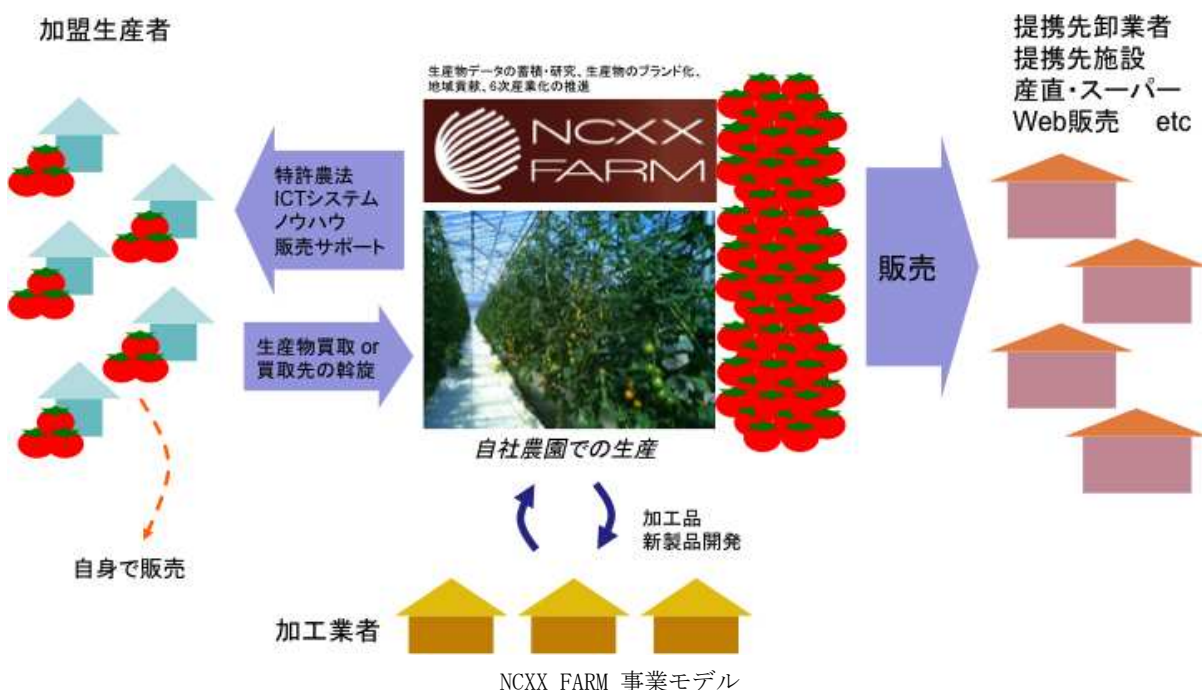 加盟生産者
生産物データの蓄積・研究、生産物のブランド化、
地域貢献、6次産業化の推進
NCXX
FARM
提携先卸業者
提携先施設
産直・スーパー
Web販売 etc
特許農法
ICTシステム
ノウハウ
販売サポート
生産物買取 or
買取先の斡旋
販売
自社農園での生産
加工品
新製品開発
自身で販売
加工業者
NCXX FARM 事業モデル